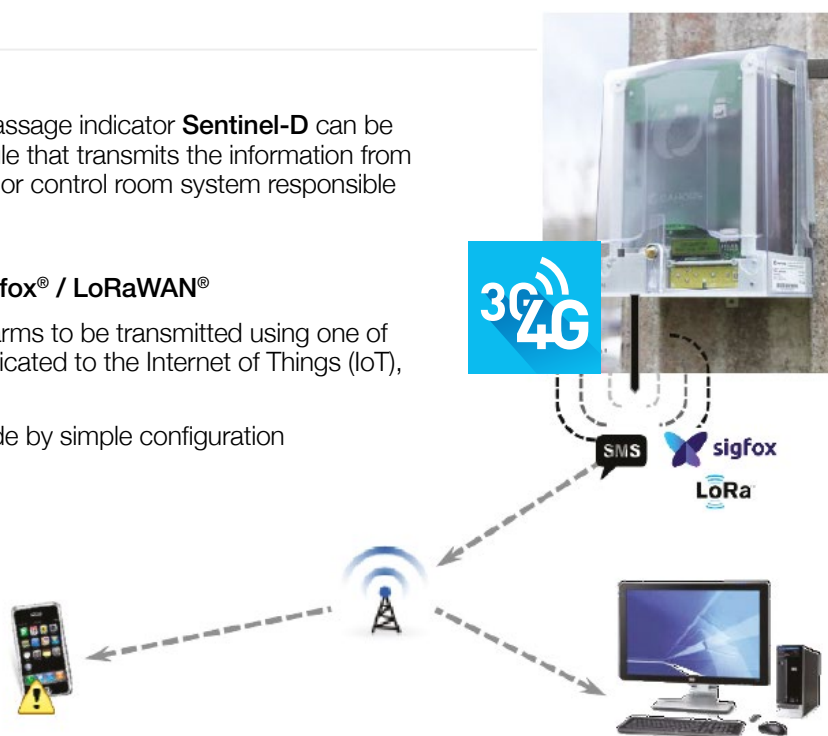 assage indicator Sentinel-D can be
le that transmits the information from
or control room system responsible
fox® / LoRaWAN®
arms to be transmitted using one of
dicated to the Internet of Things (IoT),
de by simple configuration
3G
4G
SMS
sigfox
LoRa